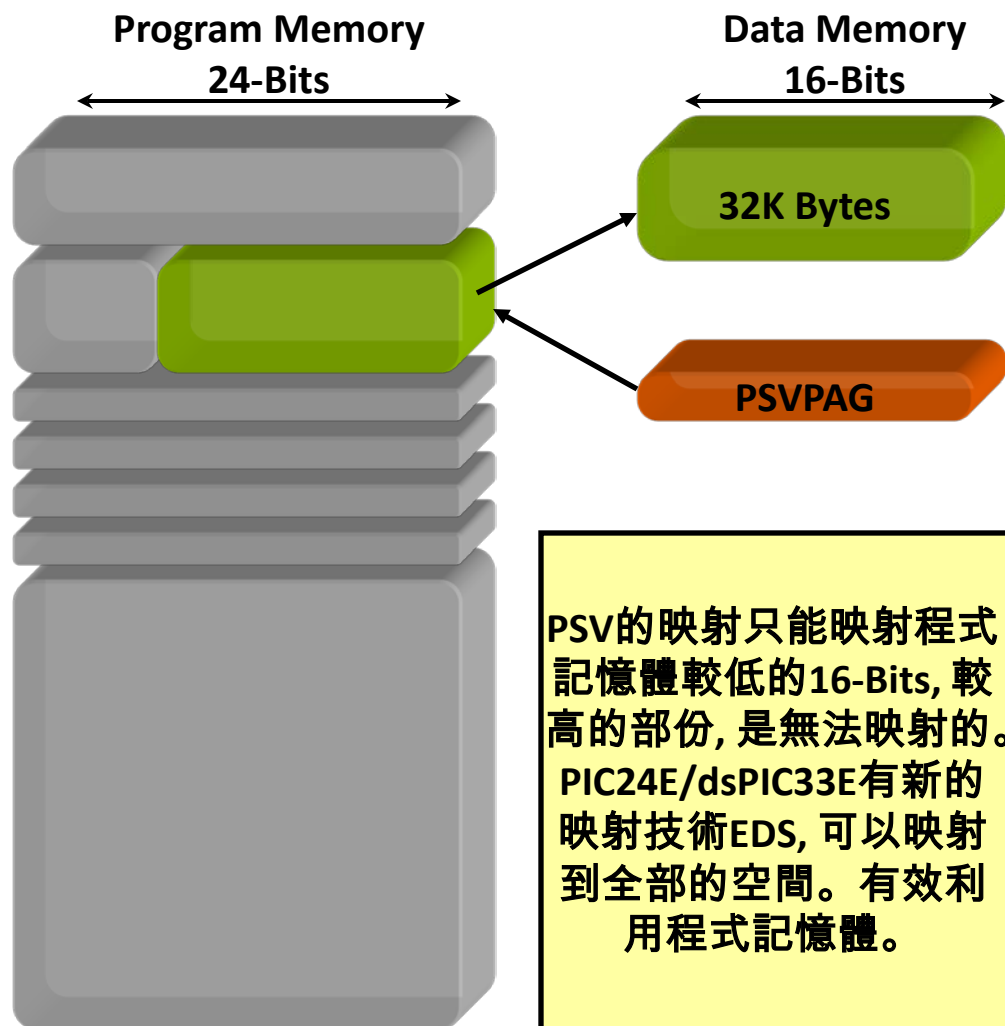 Program Memory
24-Bits
Data Memory
16-Bits
32K Bytes
PSVPAG
PSV的映射只能映射程式
記憶體較低的16-Bits, 較
高的部份, 是無法映射的。
PIC24E/dsPIC33E有新的
映射技術EDS, 可以映射
到全部的空間。有效利
用程式記憶體。